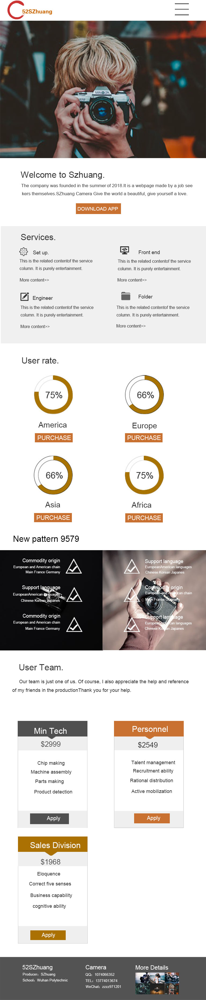 52SZhuang
MINOLTA
Welcome to Szhuang.
The company was founded in the summer of 2018.It is a webpage made by a job see
kers themselves.SZhuang Camera Give the world a beautiful, give yourself a love.
DOWNLOAD APP
Services.
Set up.
This is the related contentof the service
column. It is purely entertainment.
More content>>
Front end
This is the related contentof the service
column. It is purely entertainment.
More content>>
Engineer
This is the related contentof the service
column. It is purely entertainment.
More content>>
Folder
This is the related contentof the service
column. It is purely entertainment.
More content>>
User rate.
75%
America
PURCHASE
66%
Europe
PURCHASE
66%
Asia
PURCHASE
75%
Africa
PURCHASE
New pattern 9579
Commodity origin
European and American chain
Main France Germany
Support language
EuropeanAmerican languages
Chinese Korean Japanes
Commodity origin
European and American chain
Main France Germany
Support language
EuropeanAmerican languages
Chinese Korean Japanes
Commodity origin
European and American chain
Main France Germany
Support language
EuropeanAmerican languages
Chinese Korean Japanes
User Team.
Our team is just one of us. Of course, I also appreciate the help and reference
of my friends in the productionThank you for your help.
Min Tech
$2999
Chip making
Machine assembly
Parts making
Product detection
Apply
Personnel
$2549
Talent management
Recruitment ability
Rational distribution
Active mobilization
Apply
Sales Division
$1968
Eloquence
Correct five senses
Business capability
cognitive ability
Apply
52SZhuang
Producer：SZhuang
School：Wuhan Polytechnic
Camera
QQ：1074066352
TEL：13774013674
WeChat：zzzz971201
More Details